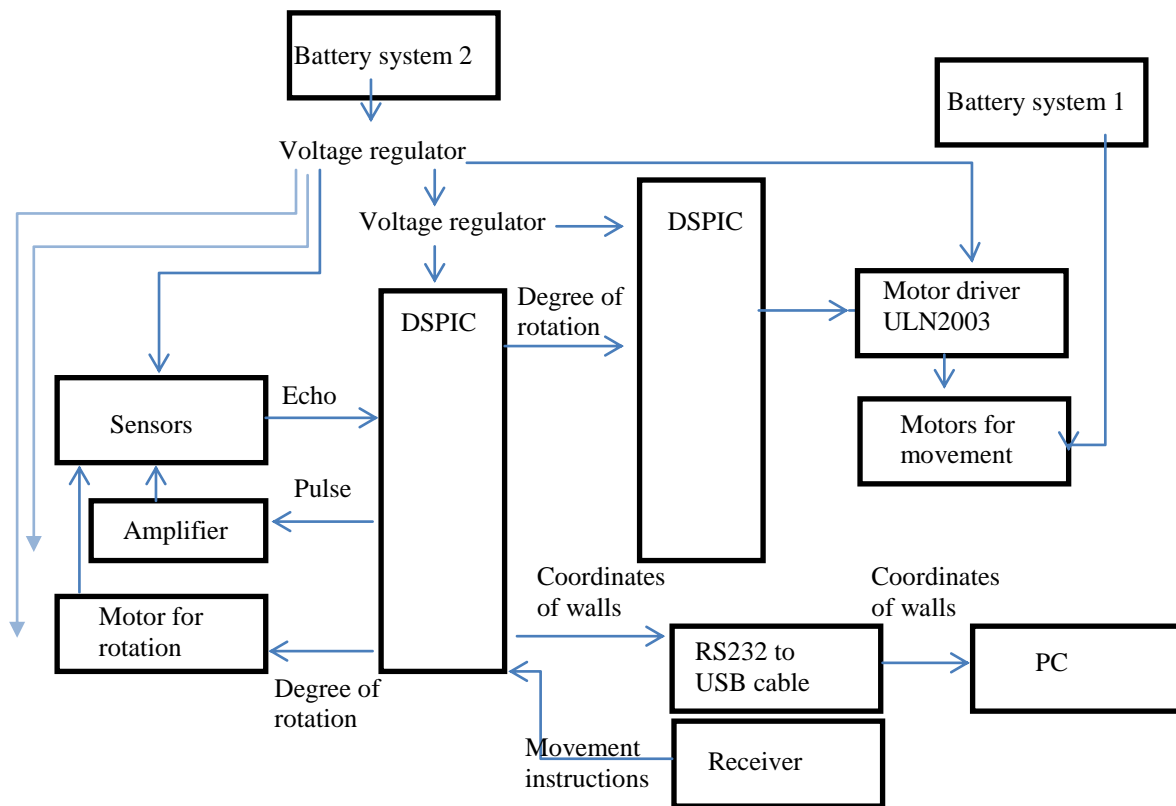 Battery system 2
Battery system 1
Voltage regulator
Voltage regulator
DSPIC
DSPIC
Degree of
rotation
Motor driver
ULN2003
Echo
Sensors
Motors for
movement
Pulse
Amplifier
Coordinates
of walls
Coordinates
of walls
Motor for
rotation
RS232 to
USB cable
PC
Degree of
rotation
Movement
instructions
Receiver